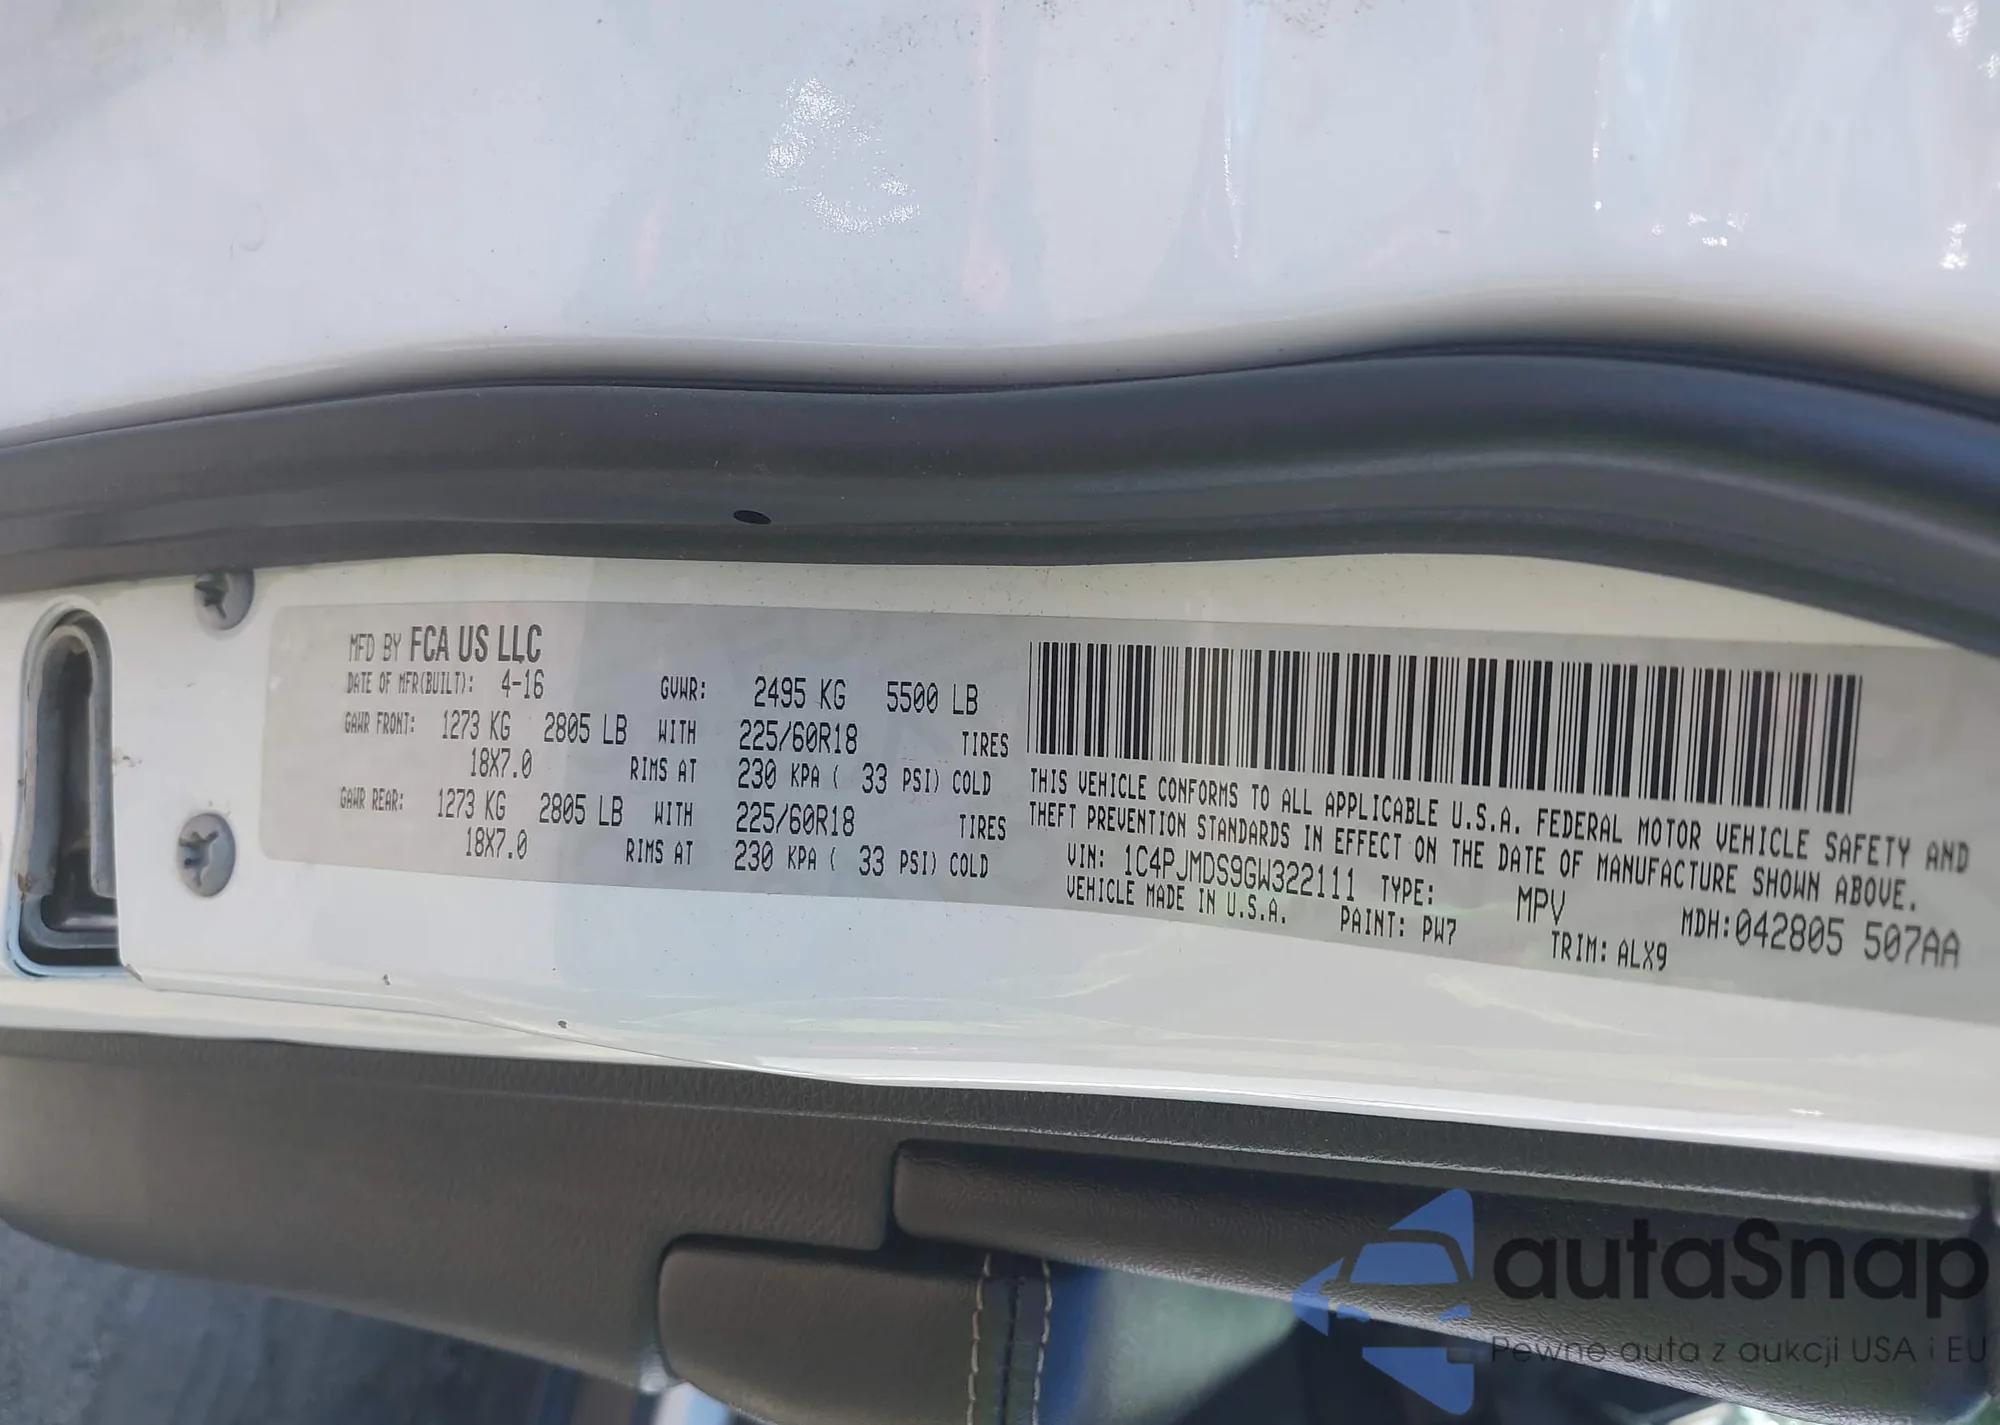 MFD BY FCA US LLC
DATE OF MFR(BUILT): 4-16 GVWR: 2495 KG 5500 LB
GAWR FRONT: 1273 KG 2805 LB WITH 225/60R18 TIRES
18X7.0 RIMS AT 230 KPA ( 33 PSI) COLD
GAWR REAR: 1273 KG 2805 LB WITH 225/60R18 TIRES
18X7.0 RIMS AT 230 KPA ( 33 PSI) COLD
THIS VEHICLE CONFORMS TO ALL APPLICABLE U.S.A. FEDERAL MOTOR VEHICLE SAFETY AND
THEFT PREVENTION STANDARDS IN EFFECT ON THE DATE OF MANUFACTURE SHOWN ABOVE.
VIN: 1C4PJMDS9GW322111 TYPE: MPV MDH:042805 507AA
VEHICLE MADE IN U.S.A. PAINT: PW7 TRIM: ALX9
autaSnap
Pewne auta z aukcji USA i EU